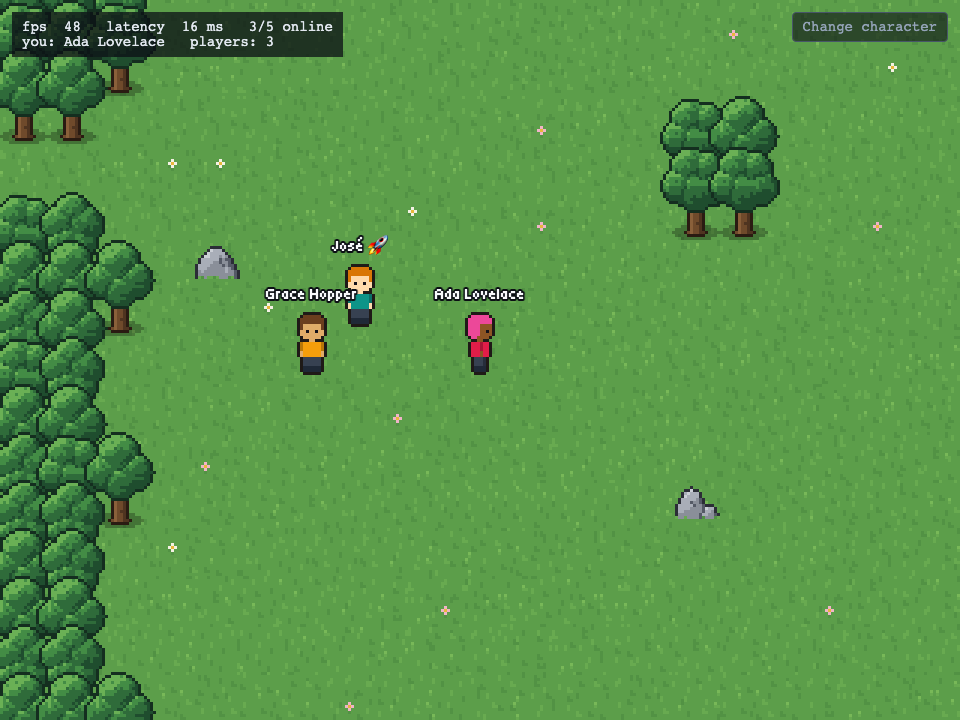 fps 48 latency 16 ms 3/5 online
you: Ada Lovelace players: 3
Change character
José 🚀
Grace Hopper
Ada Lovelace